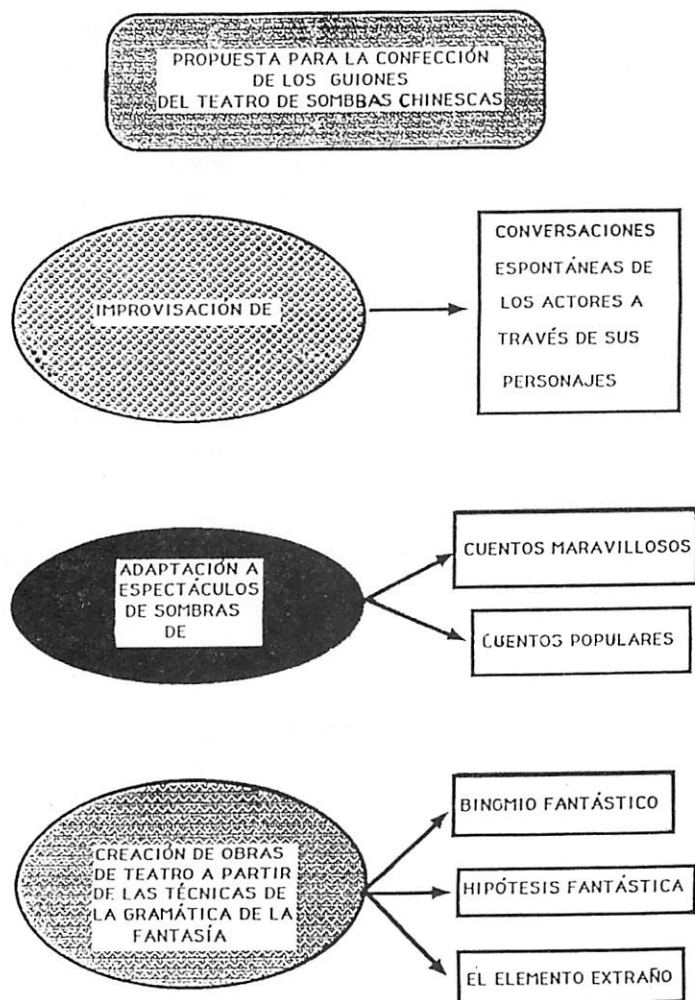 PROPUESTA PARA LA CONFECCIÓN
DE LOS GUIONES
DEL TEATRO DE SOMBRAS CHINESCAS
IMPROVISACIÓN DE
CONVERSACIONES
ESPONTÁNEAS DE
LOS ACTORES A
TRAVÉS DE SUS
PERSONAJES
ADAPTACIÓN A
ESPECTÁCULOS
DE SOMBRAS
DE
CUENTOS MARAVILLOSOS
CUENTOS POPULARES
CREACIÓN DE OBRAS
DE TEATRO A PARTIR
DE LAS TÉCNICAS DE
LA GRAMÁTICA DE LA
FANTASÍA
BINOMIO FANTÁSTICO
HIPÓTESIS FANTÁSTICA
EL ELEMENTO EXTRAÑO